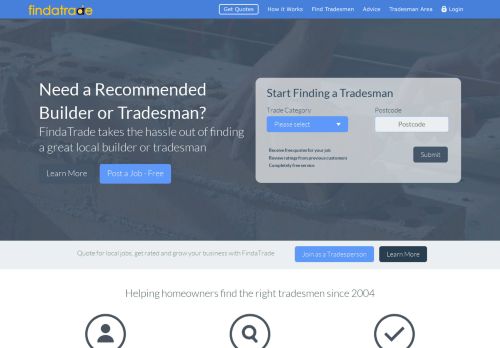 findatrade
Get Quotes How it Works Find Tradesmen Advice Tradesman Area Login
Need a Recommended
Builder or Tradesman?
FindaTrade takes the hassle out of finding
a great local builder or tradesman
Learn More Post a Job - Free
Start Finding a Tradesman
Trade Category Postcode
Please select Postcode
Receive free quotes for your job
Review ratings from previous customers
Completely free service
Submit
Quote for local jobs, get rated and grow your business with FindaTrade Join as a Tradesperson Learn More
Helping homeowners find the right tradesmen since 2004